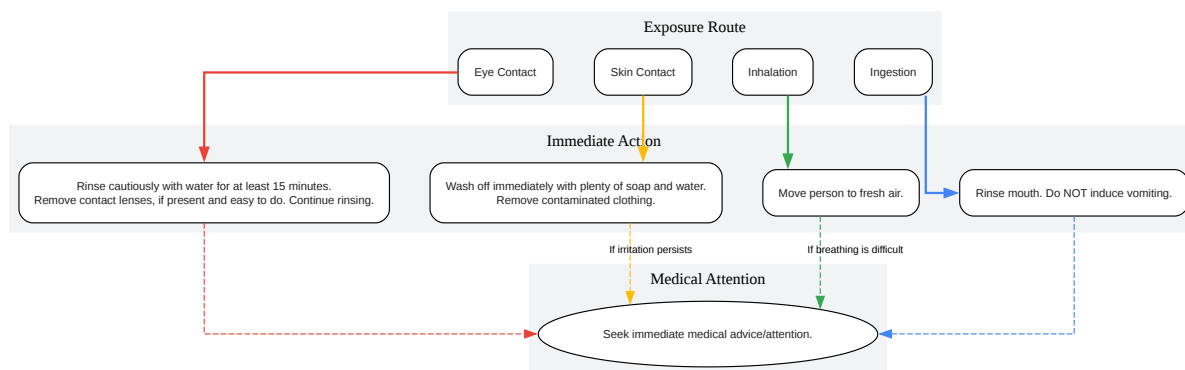 Exposure Route
Eye Contact
Skin Contact
Inhalation
Ingestion
Immediate Action
Rinse cautiously with water for at least 15 minutes.
Remove contact lenses, if present and easy to do. Continue rinsing.
Wash off immediately with plenty of soap and water.
Remove contaminated clothing.
Move person to fresh air.
Rinse mouth. Do NOT induce vomiting.
If irritation persists
If breathing is difficult
Medical Attention
Seek immediate medical advice/attention.